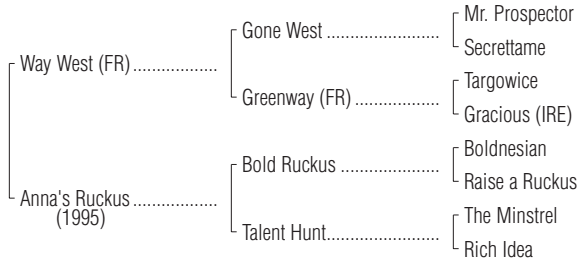 Mr. Prospector
Gone West
Secrettame
Way West (FR)
Targowice
Greenway (FR)
Gracious (IRE)
Boldnesian
Bold Ruckus
Raise a Ruckus
Anna's Ruckus
(1995)
The Minstrel
Talent Hunt
Rich Idea